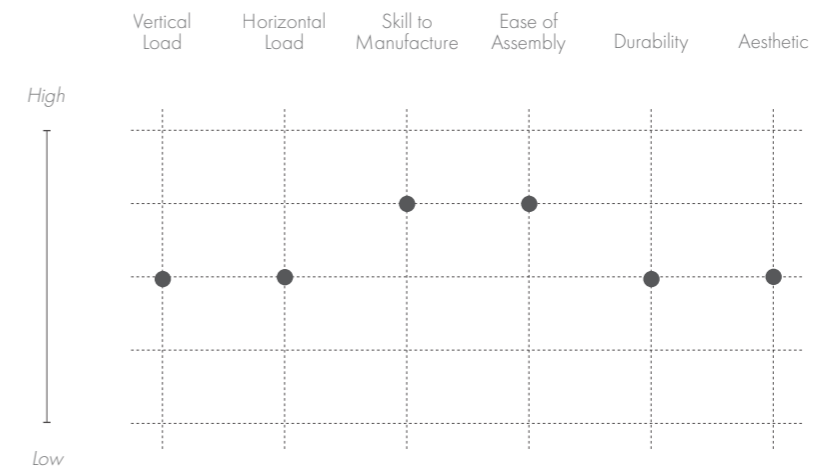 Vertical
Load
Horizontal
Load
Skill to
Manufacture
Ease of
Assembly
Durability
Aesthetic
High
Low